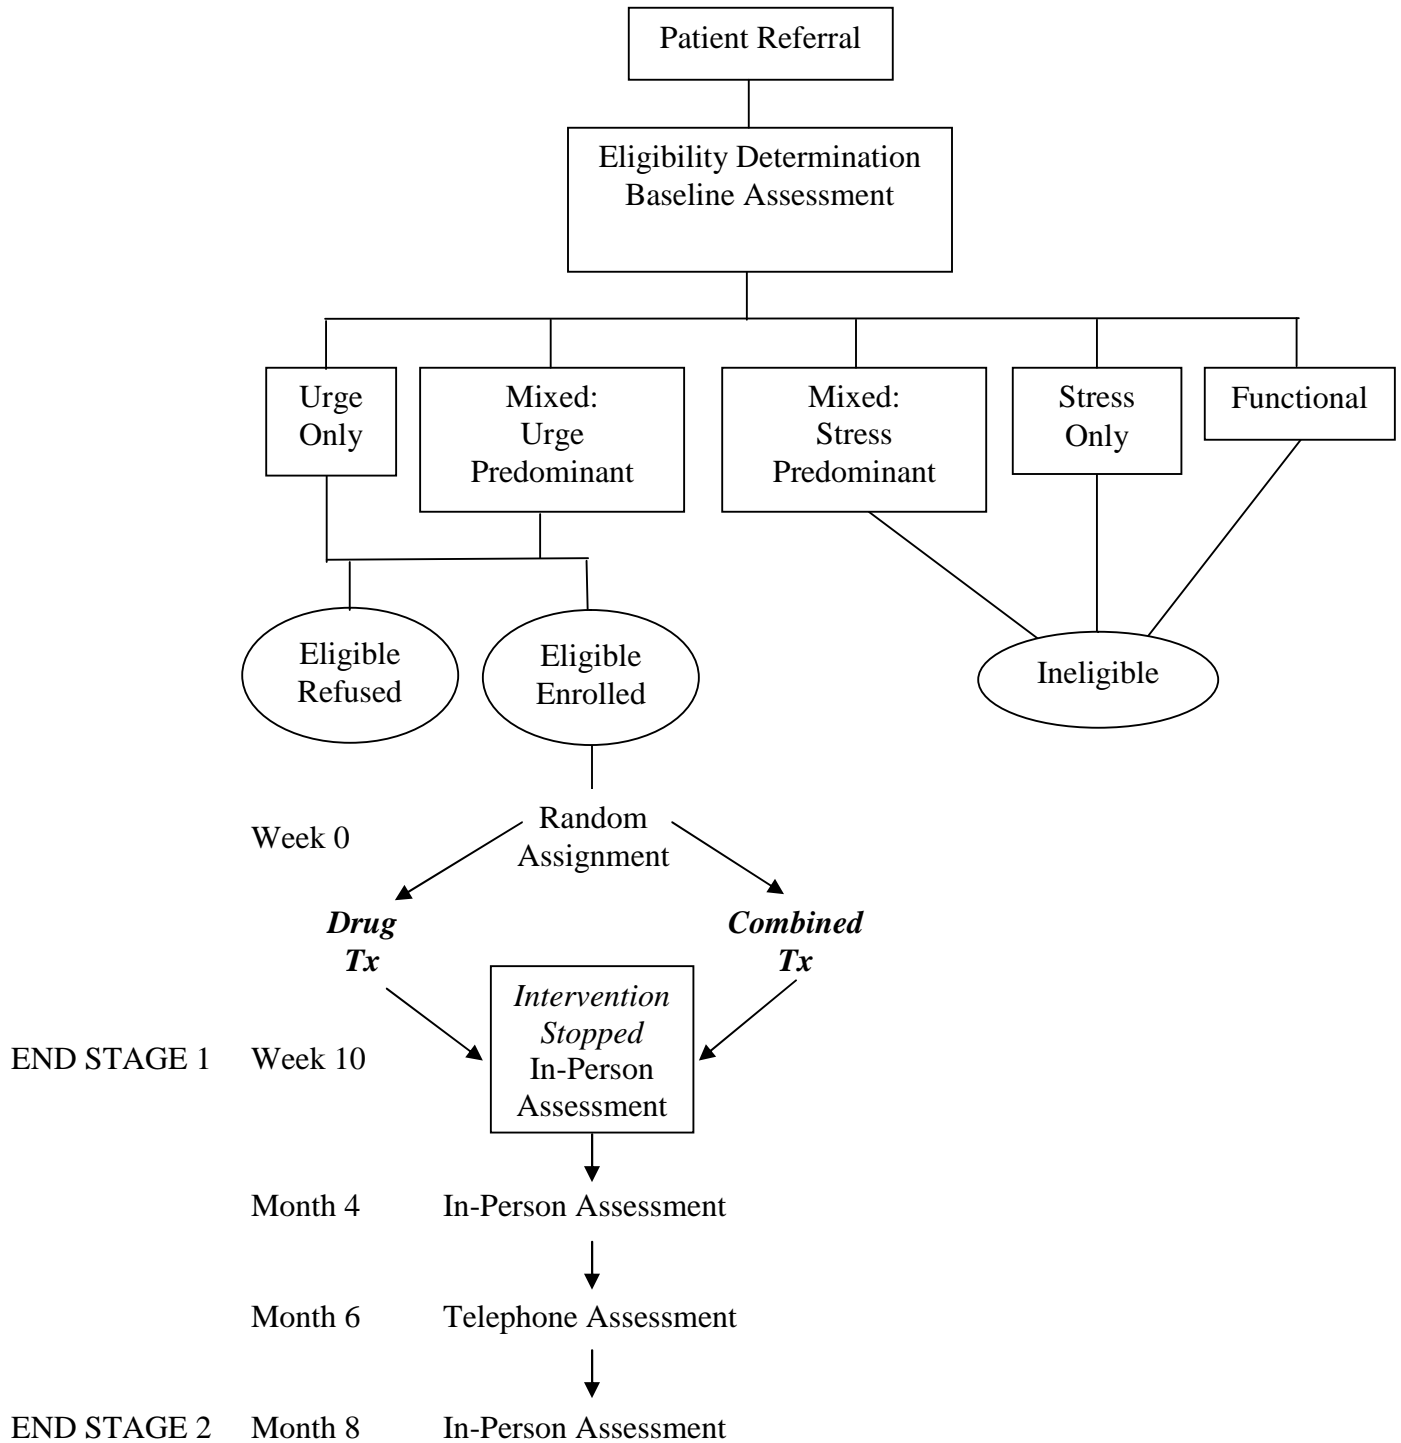 Patient Referral
Eligibility Determination
Baseline Assessment
Urge
Only
Mixed:
Urge
Predominant
Mixed:
Stress
Predominant
Stress
Only
Functional
Eligible
Refused
Eligible
Enrolled
Ineligible
Week 0
Random
Assignment
Drug
Tx
Combined
Tx
END STAGE 1
Week 10
Intervention
Stopped
In-Person
Assessment
Month 4
In-Person Assessment
Month 6
Telephone Assessment
END STAGE 2
Month 8
In-Person Assessment